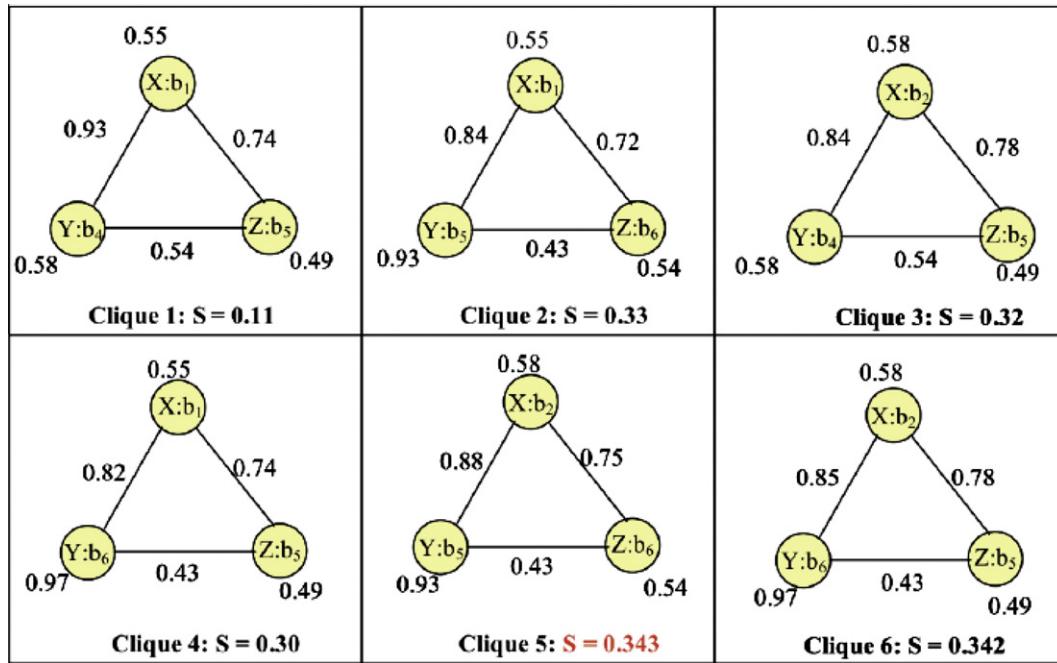 0.55
X:b1
0.93
0.74
Y:b4
Z:b5
0.58
0.54
0.49
Clique 1: S = 0.11
0.55
X:b1
0.84
0.72
Y:b5
Z:b6
0.93
0.43
0.54
Clique 2: S = 0.33
0.58
X:b2
0.84
0.78
Y:b4
Z:b5
0.58
0.54
0.49
Clique 3: S = 0.32
0.55
X:b1
0.82
0.74
Y:b6
Z:b5
0.97
0.43
0.49
Clique 4: S = 0.30
0.58
X:b2
0.88
0.75
Y:b5
Z:b6
0.93
0.43
0.54
Clique 5: S = 0.343
0.58
X:b2
0.85
0.78
Y:b6
Z:b5
0.97
0.43
0.49
Clique 6: S = 0.342